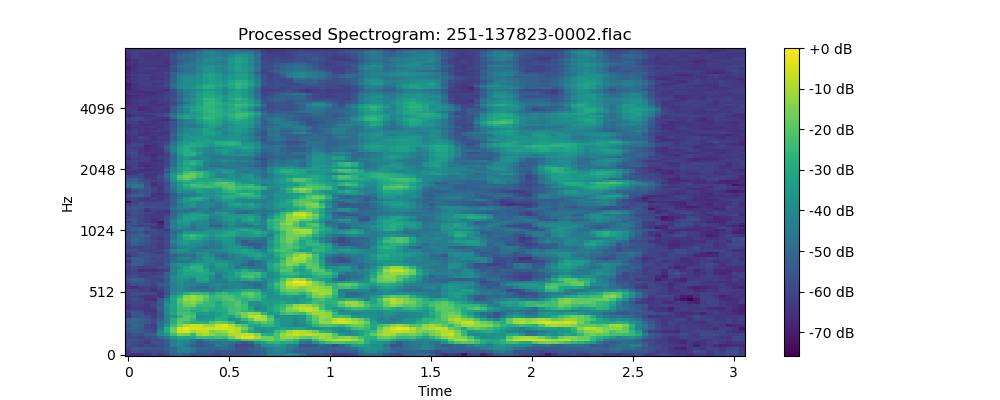 Processed Spectrogram: 251-137823-0002.flac
Hz
4096
2048
1024
512
0
0 0.5 1 1.5 2 2.5 3
Time
+0 dB
-10 dB
-20 dB
-30 dB
-40 dB
-50 dB
-60 dB
-70 dB